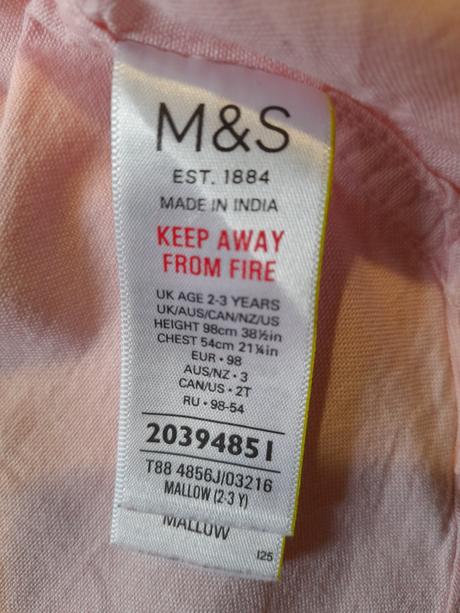 M&S
EST. 1884
MADE IN INDIA
KEEP AWAY
FROM FIRE
UK AGE 2-3 YEARS
UK/AUS/CAN/NZ/US
HEIGHT 98cm 38½in
CHEST 54cm 21¼in
EUR • 98
AUS/NZ • 3
CAN/US • 2T
RU • 98-54
20394851
T88 4856J/03216
MALLOW (2-3 Y)
MALLOW
I25